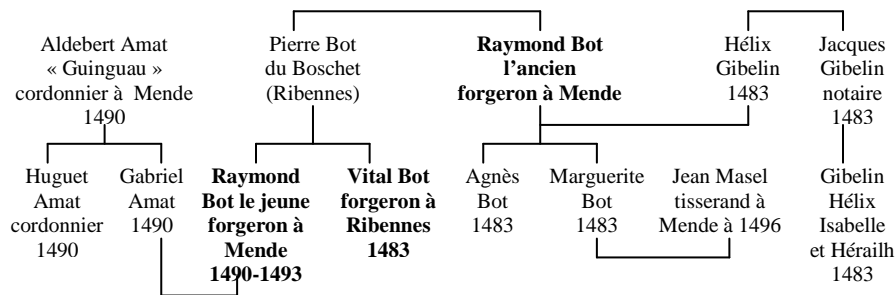 Aldebert Amat
« Guinguau »
cordonnier à Mende
1490
Pierre Bot
du Boschet
(Ribennes)
Raymond Bot
l’ancien
forgeron à Mende
Hélix
Gibelin
1483
Jacques
Gibelin
notaire
1483
Huguet
Amat
cordonnier
1490
Gabriel
Amat
1490
Raymond
Bot le jeune
forgeron à
Mende
1490-1493
Vital Bot
forgeron à
Ribennes
1483
Agnès
Bot
1483
Marguerite
Bot
1483
Jean Masel
tisserand à
Mende à 1496
Gibelin
Hélix
Isabelle
et Hérailh
1483